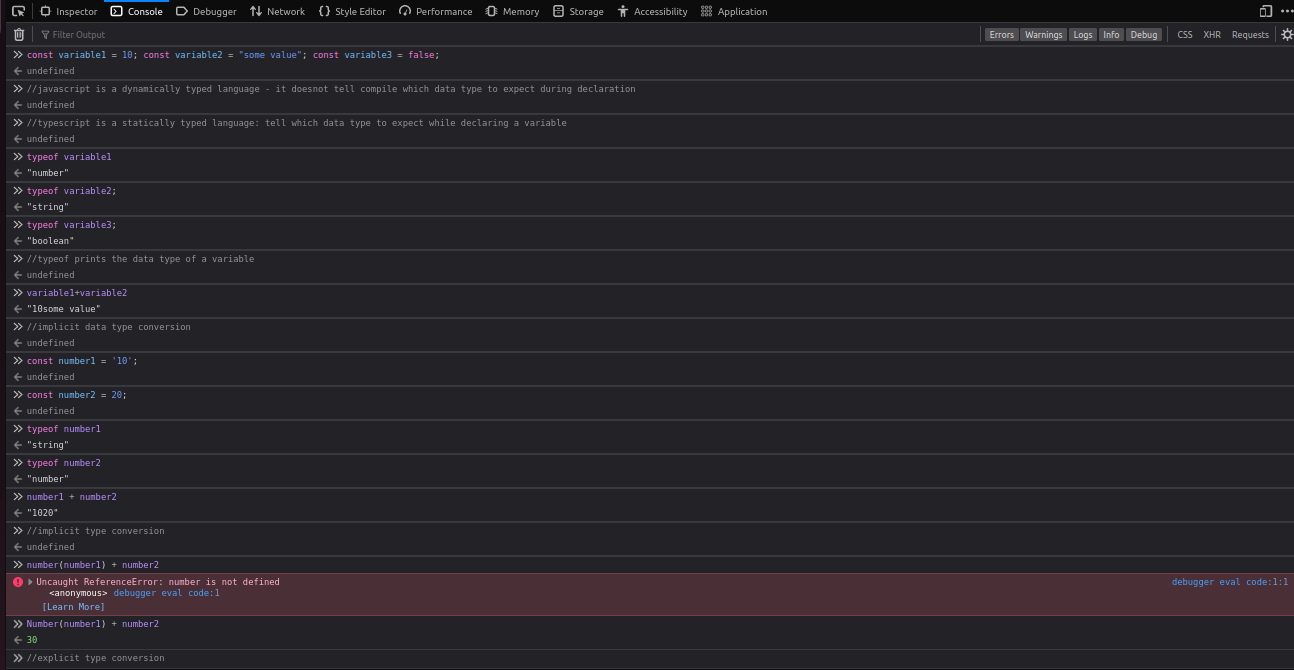 Inspector Console Debugger Network Style Editor Performance Memory Storage Accessibility Application
Filter Output Errors Warnings Logs Info Debug CSS XHR Requests
const variable1 = 10; const variable2 = "some value"; const variable3 = false;
undefined
//javascript is a dynamically typed language - it doesnot tell compile which data type to expect during declaration
undefined
//typescript is a statically typed language: tell which data type to expect while declaring a variable
undefined
typeof variable1
"number"
typeof variable2;
"string"
typeof variable3;
"boolean"
//typeof prints the data type of a variable
undefined
variable1+variable2
"10some value"
//implicit data type conversion
undefined
const number1 = '10';
undefined
const number2 = 20;
undefined
typeof number1
"string"
typeof number2
"number"
number1 + number2
"1020"
//implicit type conversion
undefined
number(number1) + number2
Uncaught ReferenceError: number is not defined debugger eval code:1:1
<anonymous> debugger eval code:1
[Learn More]
Number(number1) + number2
30
//explicit type conversion